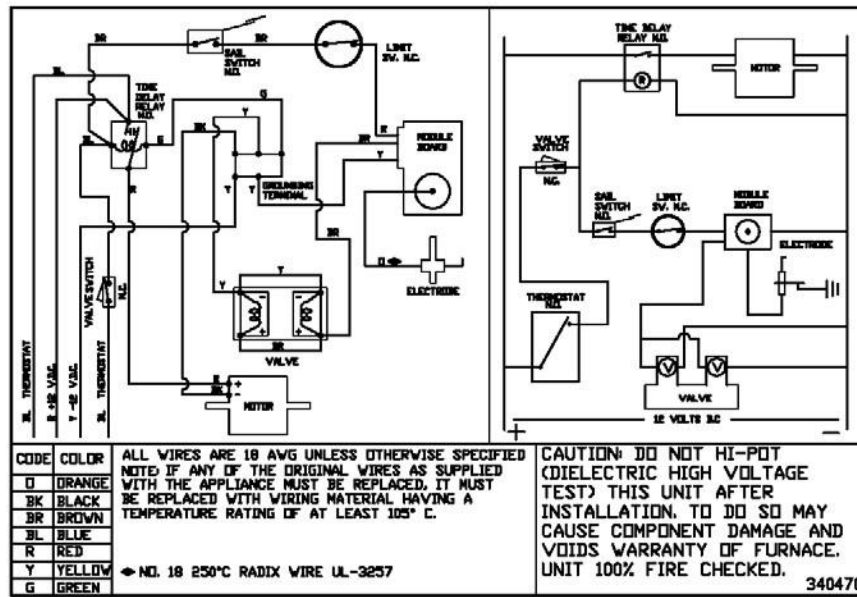 BR
SAIL
SWITCH
N.O.
BR
LIMIT
SW. N.C.
BL
TIME
DELAY
RELAY
N.O.
BL
G
R
G
Y
BK
Y
Y
GROUNDING
TERMINAL
BR
R
BR
Y
MODULE
BOARD
O
ELECTRODE
BR
Y
Y
BR
VALVE
VALVE SWITCH
N.C.
BL THERMOSTAT
R +12 V.D.C.
Y -12 V.D.C.
BL THERMOSTAT
R
BK
+
-
MOTOR
TIME DELAY
RELAY N.O.
R
MOTOR
VALVE
SWITCH
N.C.
SAIL
SWITCH
N.O.
LIMIT
SW. N.C.
MODULE
BOARD
ELECTRODE
THERMOSTAT
N.O.
V
V
VALVE
12 VOLTS DC
+
-
CODE COLOR
O ORANGE
BK BLACK
BR BROWN
BL BLUE
R RED
Y YELLOW
G GREEN
ALL WIRES ARE 18 AWG UNLESS OTHERWISE SPECIFIED
NOTE: IF ANY OF THE ORIGINAL WIRES AS SUPPLIED
WITH THE APPLIANCE MUST BE REPLACED, IT MUST
BE REPLACED WITH WIRING MATERIAL HAVING A
TEMPERATURE RATING OF AT LEAST 105° C.
NO. 18 250°C RADIX WIRE UL-3257
CAUTION: DO NOT HI-POT
(DIELECTRIC HIGH VOLTAGE
TEST) THIS UNIT AFTER
INSTALLATION. TO DO SO MAY
CAUSE COMPONENT DAMAGE AND
VOIDS WARRANTY OF FURNACE.
UNIT 100% FIRE CHECKED.